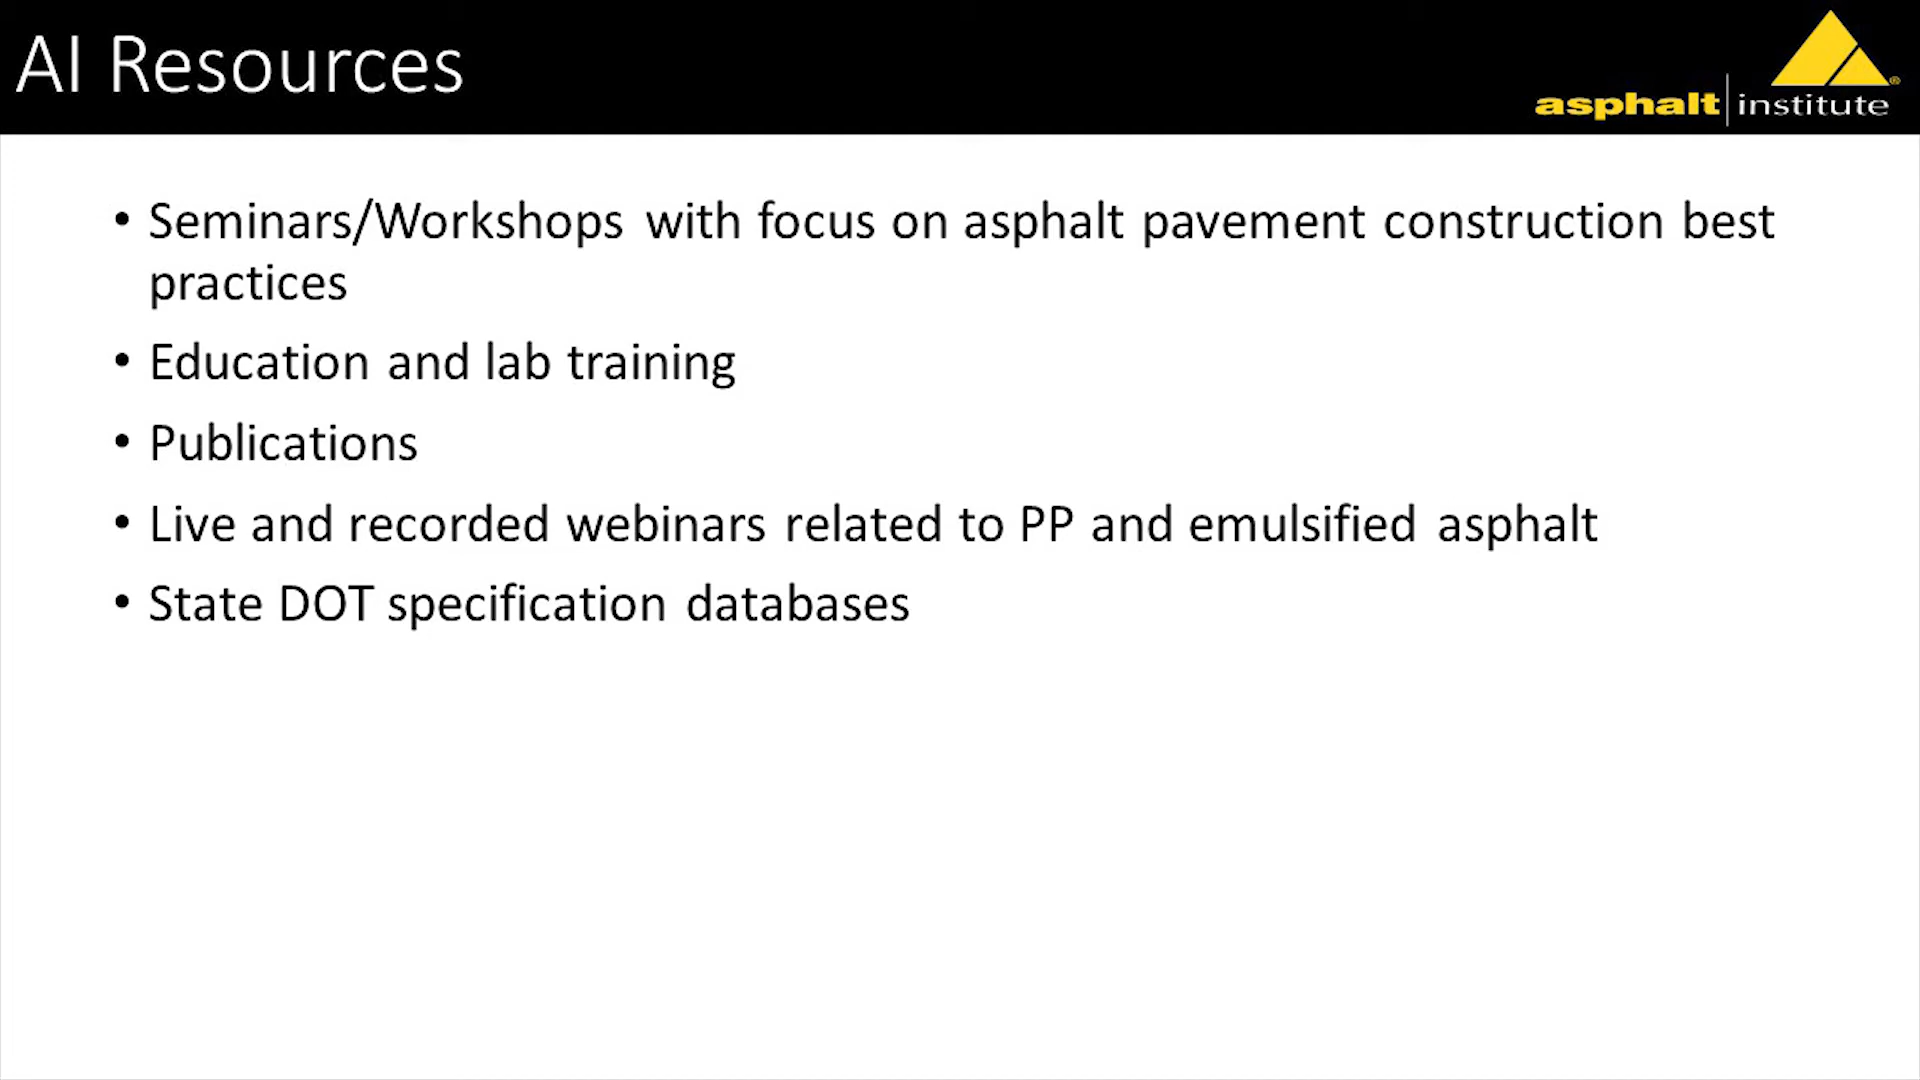 AI Resources
asphalt institute ®
• Seminars/Workshops with focus on asphalt pavement construction best
practices
• Education and lab training
• Publications
• Live and recorded webinars related to PP and emulsified asphalt
• State DOT specification databases